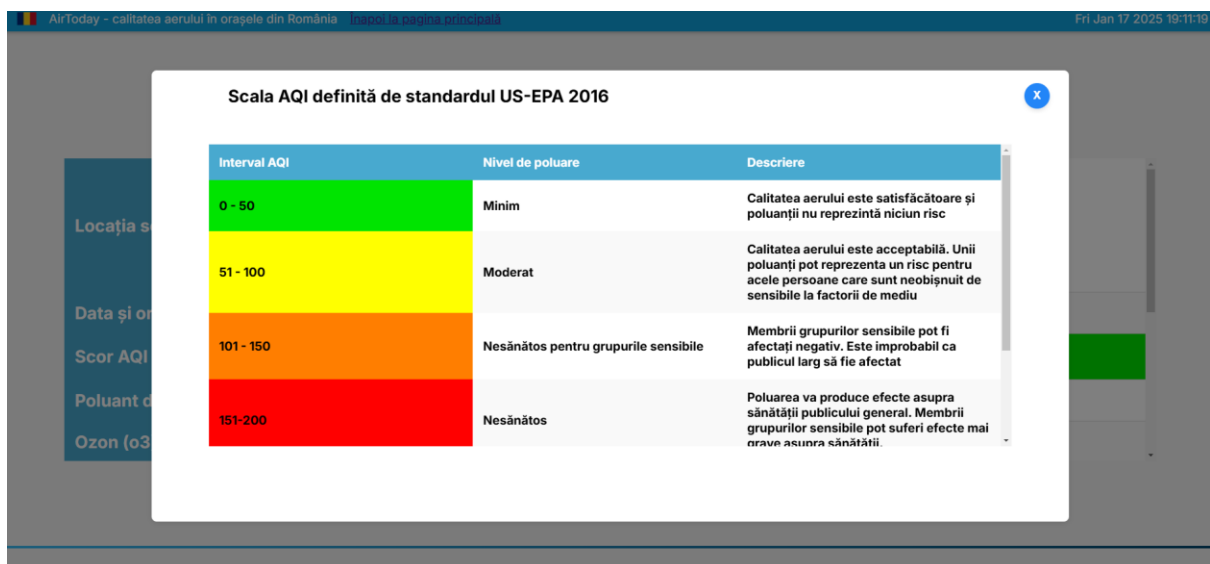 AirToday - calitatea aerului în orașele din România Înapoi la pagina principală Fri Jan 17 2025 19:11:19
Scala AQI definită de standardul US-EPA 2016
X
Interval AQI Nivel de poluare Descriere
0 - 50 Minim Calitatea aerului este satisfăcătoare și
poluanții nu reprezintă niciun risc
51 - 100 Moderat Calitatea aerului este acceptabilă. Unii
poluanți pot reprezenta un risc pentru
acele persoane care sunt neobișnuit de
sensibile la factorii de mediu
101 - 150 Nesănătos pentru grupurile sensibile Membrii grupurilor sensibile pot fi
afectați negativ. Este improbabil ca
publicul larg să fie afectat
151-200 Nesănătos Poluarea va produce efecte asupra
sănătății publicului general. Membrii
grupurilor sensibile pot suferi efecte mai
grave asupra sănătății.
Locația
Data și
Scor AQI
Poluant
Ozon (o3